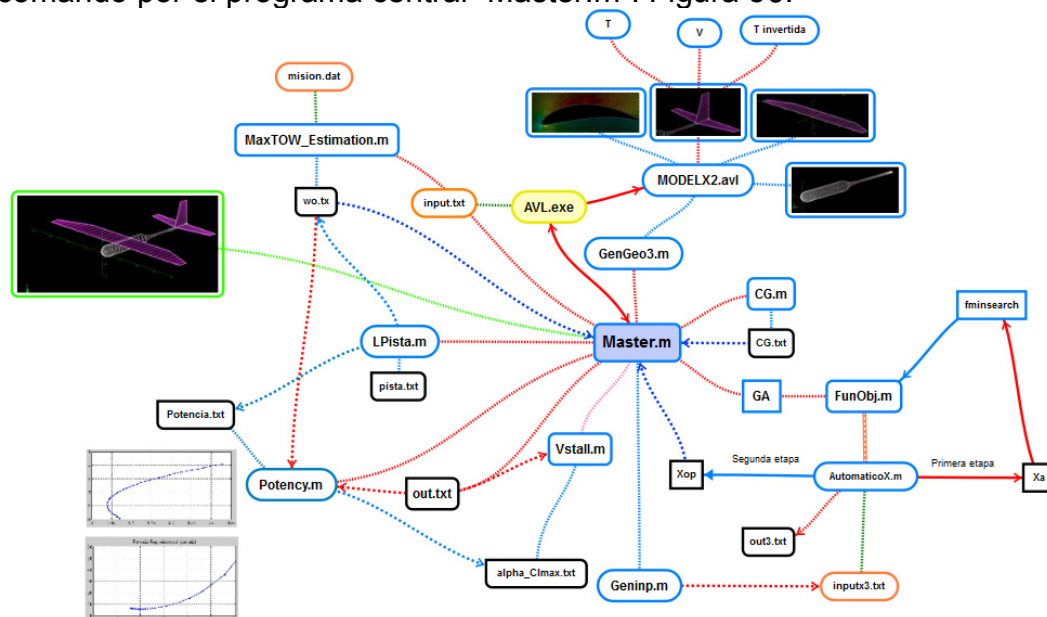 comando por el programa central "Master.m". Figura 36.
T
V
T invertida
mision.dat
MaxTOW_Estimation.m
MODELX2.avl
wo.tx
input.txt
AVL.exe
GenGeo3.m
CG.m
fminsearch
LPista.m
Master.m
CG.txt
pista.txt
GA
FunObj.m
Potencia.txt
Vstall.m
Segunda etapa
Primera etapa
Xop
AutomaticoX.m
Xa
Potency.m
out.txt
out3.txt
alpha_Clmax.txt
Geninp.m
inputx3.txt